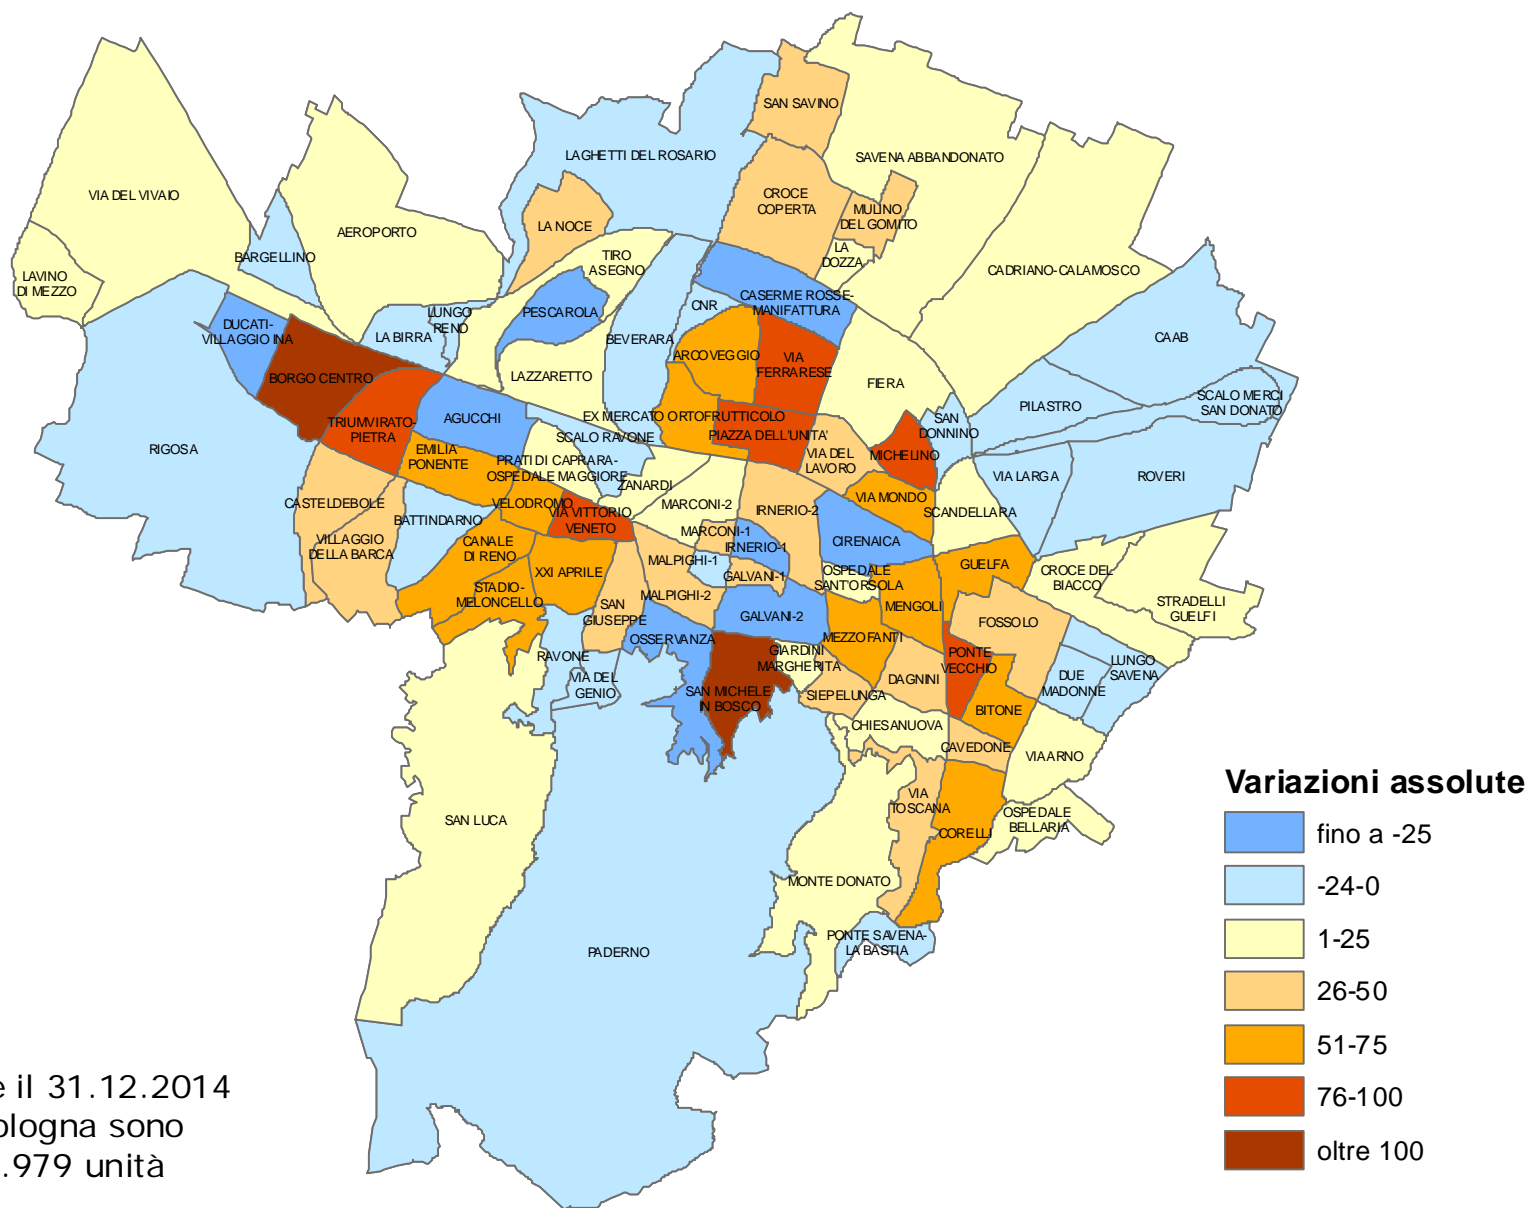 SAN SAVINO
LAGHETTI DEL ROSARIO
SAVENA ABBANDONATO
VIA DEL VIVAIO
CROCE
COPERTA
MULINO
DEL GOMITO
LA NOCE
AEROPORTO
BARGELLINO
LA
DOZZA
TIRO
A SEGNO
LAVINO
DI MEZZO
CADRIANO-CALAMOSCO
CASERME ROSSE-
MANIFATTURA
CNR
PESCAROLA
LUNGO
RENO
DUCATI-
VILLAGGIO INA
LA BIRRA
BEVERARA
CAAB
ARCOVEGGIO
VIA
FERRARESE
BORGO CENTRO
LAZZARETTO
FIERA
SCALO MERCI
SAN DONATO
PILASTRO
TRIUMVIRATO-
PIETRA
AGUCCHI
EX MERCATO ORTOFRUTTICOLO
SAN
DONNINO
PIAZZA DELL'UNITA'
SCALO RAVONE
RIGOSA
EMILIA
PONENTE
VIA DEL
LAVORO
MICHELINO
PRATI DI CAPRARA-
OSPEDALE MAGGIORE
VIA LARGA
ROVERI
ZANARDI
CASTELDEBOLE
VELODROMO
MARCONI-2
VIA MONDO
IRNERIO-2
SCANDELLARA
BATTINDARNO
VIA VITTORIO
VENETO
MARCONI-1
VILLAGGIO
DELLA BARCA
CANALE
DI RENO
IRNERIO-1
CIRENAICA
XXI APRILE
MALPIGHI-1
GALVANI-1
OSPEDALE
SANT'ORSOLA
GUELFA
CROCE DEL
BIACCO
STADIO-
MELONCELLO
MALPIGHI-2
MENGOLI
STRADELLI
GUELFI
SAN
GIUSEPPE
GALVANI-2
FOSSOLO
OSSERVANZA
MEZZOFANTI
RAVONE
GIARDINI
MARGHERITA
PONTE
VECCHIO
LUNGO
SAVENA
VIA DEL
GENIO
DAGNINI
DUE
MADONNE
SAN MICHELE
IN BOSCO
SIEPELUNGA
BITONE
CHIESANUOVA
CAVEDONE
VIA ARNO
VIA
TOSCANA
SAN LUCA
CORELLI
OSPEDALE
BELLARIA
MONTE DONATO
PONTE SAVENA-
LA BASTIA
PADERNO
Variazioni assolute
fino a -25
-24-0
1-25
26-50
51-75
76-100
oltre 100
e il 31.12.2014
ologna sono
.979 unità